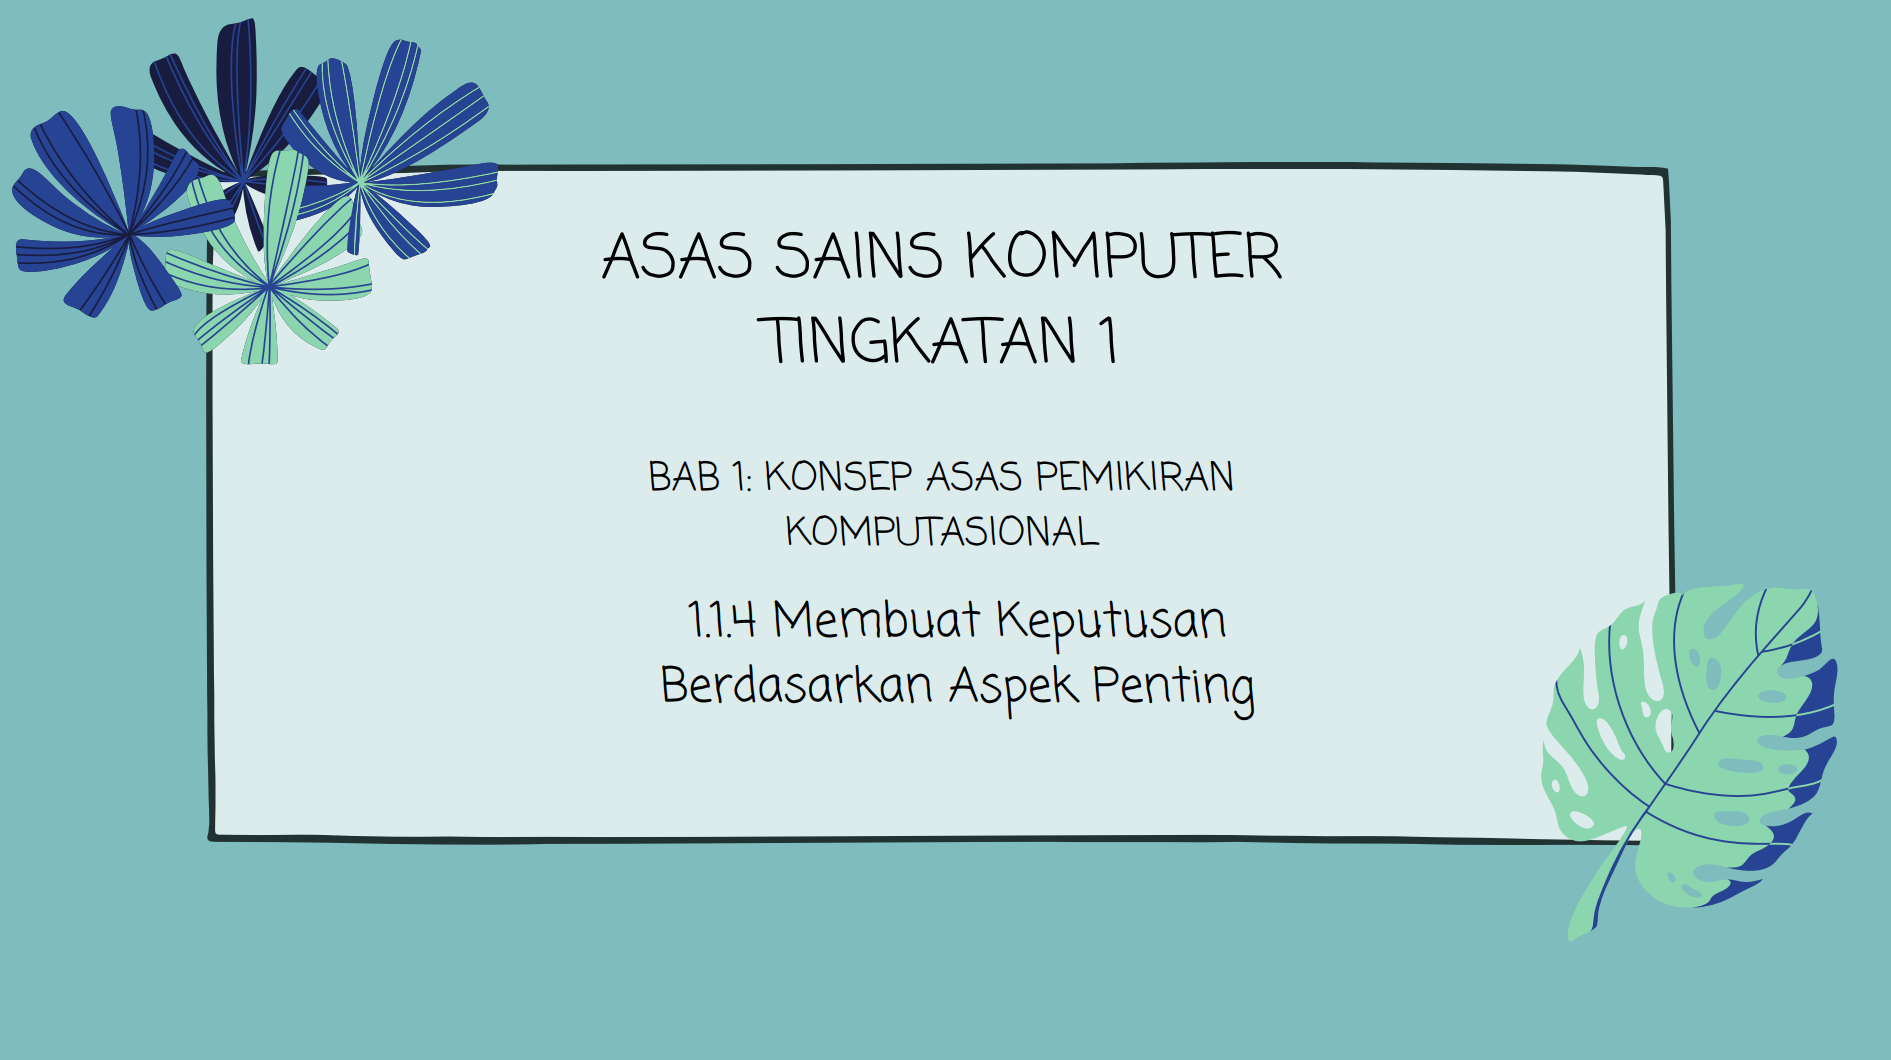 ASAS SAINS KOMPUTER
TINGKATAN 1
BAB 1: KONSEP ASAS PEMIKIRAN
KOMPUTASIONAL
1.1.4 Membuat Keputusan
Berdasarkan Aspek Penting